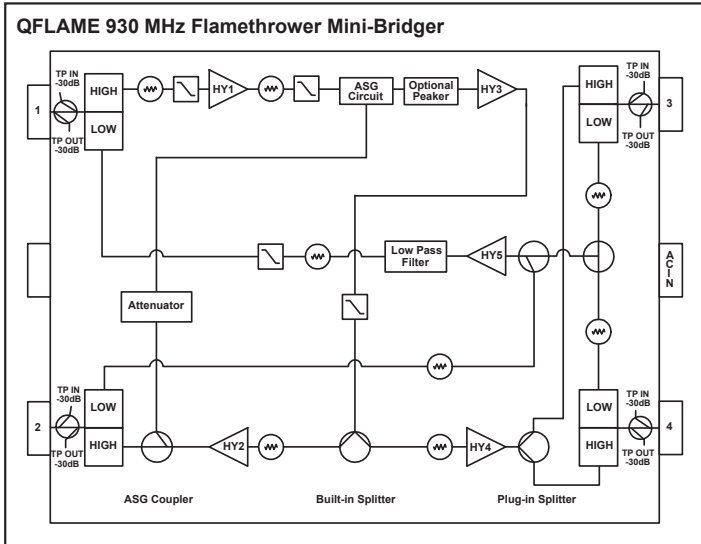 QFLAME 930 MHz Flamethrower Mini-Bridger
TP IN
-30dB
1
TP OUT
-30dB
HIGH
LOW
HY1
ASG
Circuit
Optional
Peaker
HY3
HIGH
LOW
TP IN
-30dB
3
TP OUT
-30dB
Low Pass
Filter
HY5
AC IN
Attenuator
TP IN
-30dB
2
TP OUT
-30dB
LOW
HIGH
HY2
HY4
LOW
HIGH
TP IN
-30dB
4
TP OUT
-30dB
ASG Coupler
Built-in Splitter
Plug-in Splitter